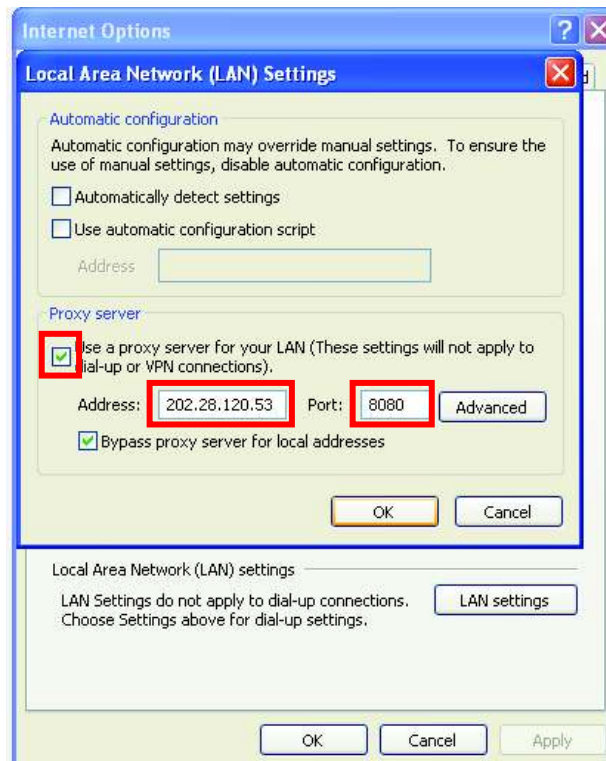 Internet Options
Local Area Network (LAN) Settings
Automatic configuration
Automatic configuration may override manual settings. To ensure the
use of manual settings, disable automatic configuration.
Automatically detect settings
Use automatic configuration script
Address
Proxy server
Use a proxy server for your LAN (These settings will not apply to
dial-up or VPN connections).
Address: 202.28.120.53 Port: 8080 Advanced
Bypass proxy server for local addresses
OK Cancel
Local Area Network (LAN) settings
LAN Settings do not apply to dial-up connections. LAN settings
Choose Settings above for dial-up settings.
OK Cancel Apply